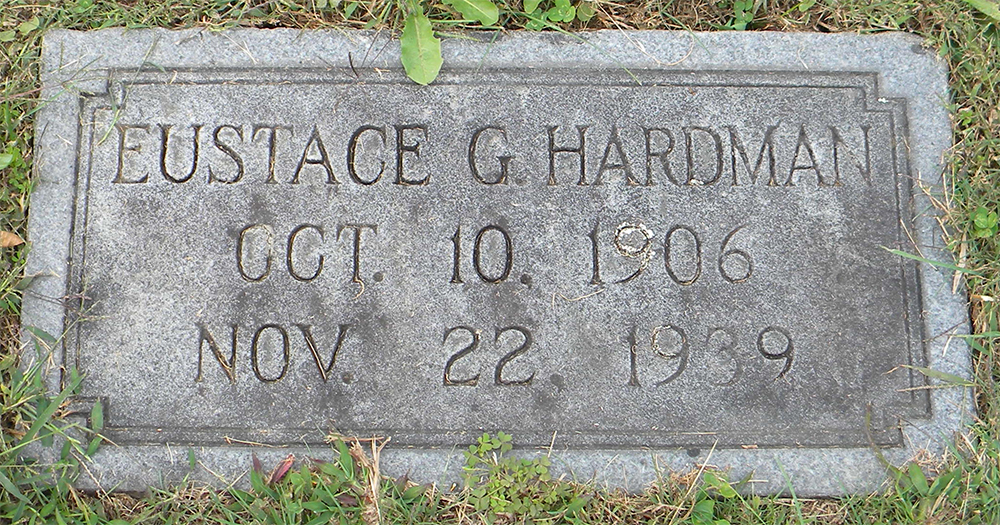 EUSTACE G. HARDMAN
OCT. 10. 1906
NOV. 22. 1939